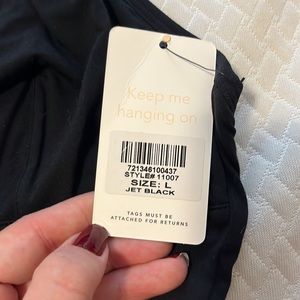 Keep me
hanging on
721346100437
STYLE# 11007
SIZE: L
JET BLACK
TAGS MUST BE
ATTACHED FOR RETURNS